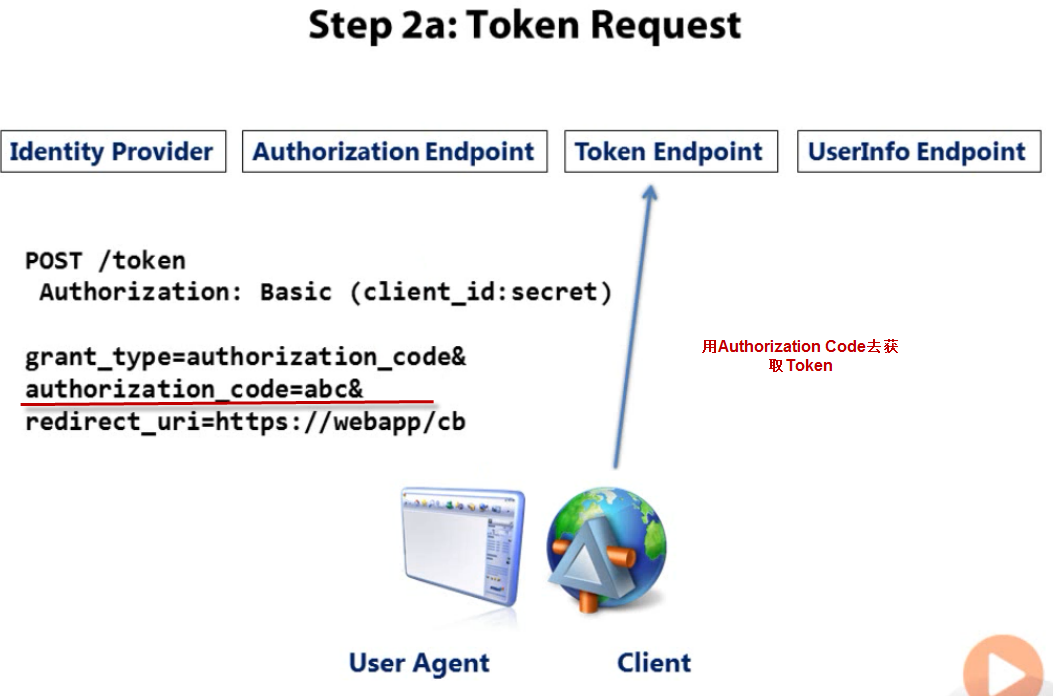 Step 2a: Token Request
Identity Provider
Authorization Endpoint
Token Endpoint
UserInfo Endpoint
POST /token
Authorization: Basic (client_id:secret)
grant_type=authorization_code&
authorization_code=abc&
redirect_uri=https://webapp/cb
用Authorization Code去获
取Token
User Agent
Client